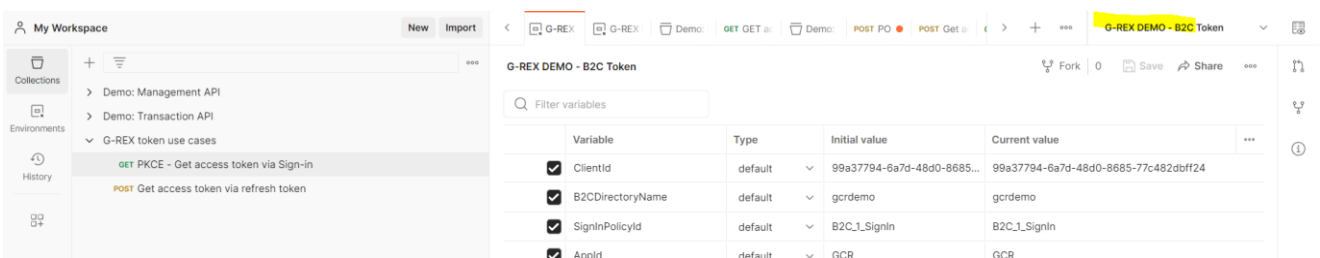 My Workspace New Import
G-REX G-REX Demo: GET GET ac Demo: POST PO POST Get a G-REX DEMO - B2C Token
Collections
Environments
History
Demo: Management API
Demo: Transaction API
G-REX token use cases
GET PKCE - Get access token via Sign-in
POST Get access token via refresh token
G-REX DEMO - B2C Token Fork 0 Save Share
Filter variables
Variable Type Initial value Current value
ClientId default 99a37794-6a7d-48d0-8685... 99a37794-6a7d-48d0-8685-77c482dbff24
B2CDirectoryName default gcrdemo gcrdemo
SignInPolicyId default B2C_1_SignIn B2C_1_SignIn
AppId default GCR GCR